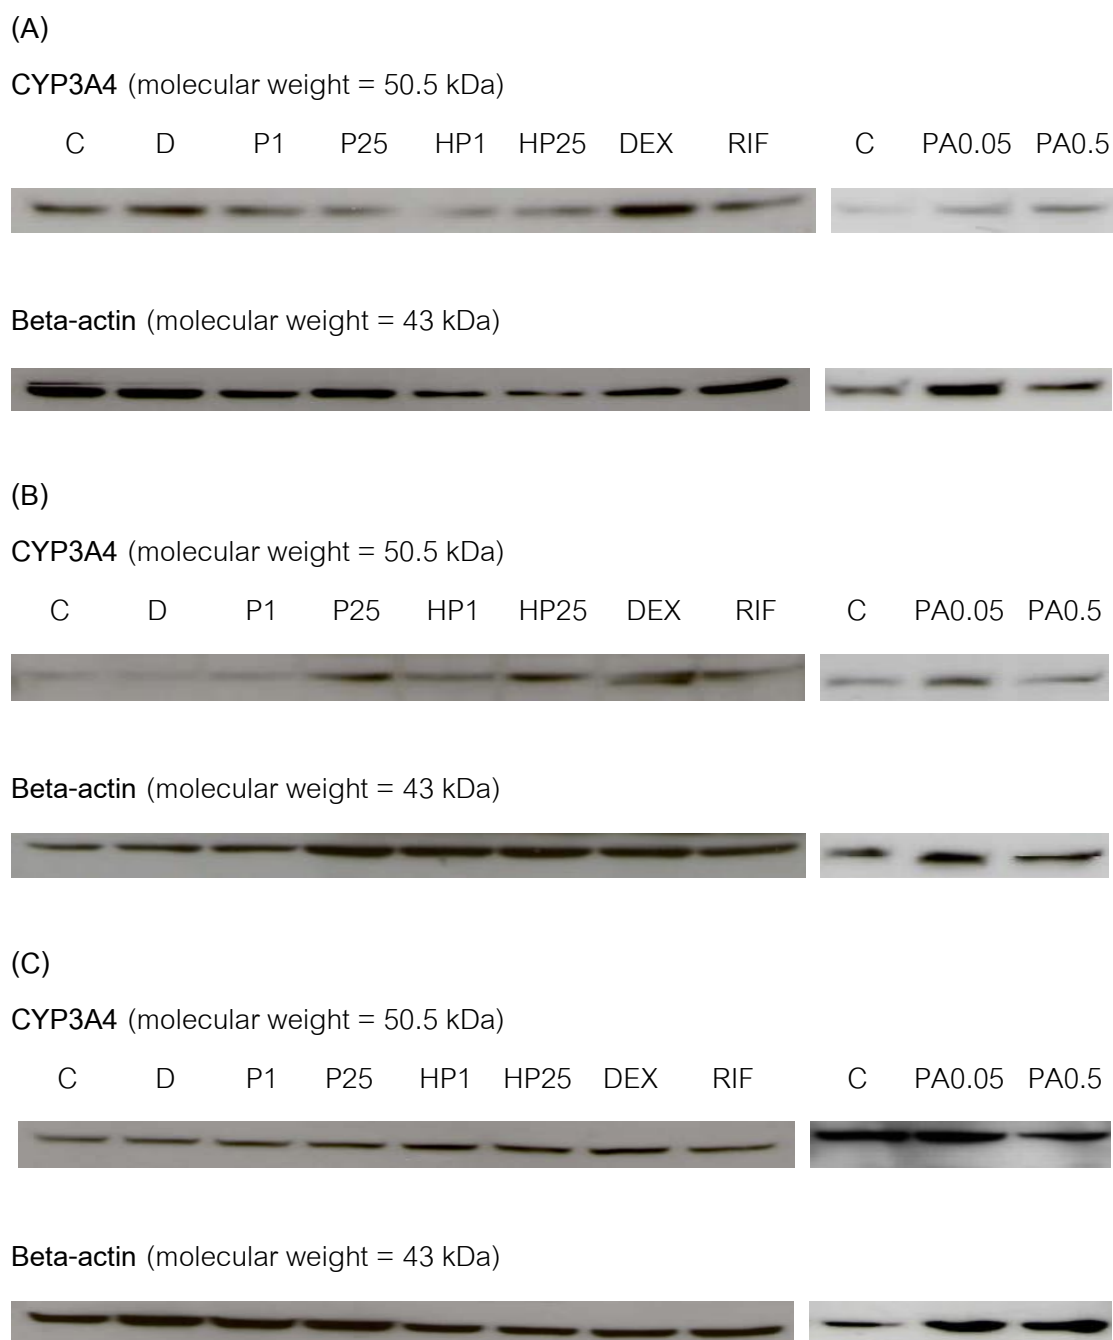 (A)
CYP3A4 (molecular weight = 50.5 kDa)
C D P1 P25 HP1 HP25 DEX RIF C PA0.05 PA0.5
Beta-actin (molecular weight = 43 kDa)
(B)
CYP3A4 (molecular weight = 50.5 kDa)
C D P1 P25 HP1 HP25 DEX RIF C PA0.05 PA0.5
Beta-actin (molecular weight = 43 kDa)
(C)
CYP3A4 (molecular weight = 50.5 kDa)
C D P1 P25 HP1 HP25 DEX RIF C PA0.05 PA0.5
Beta-actin (molecular weight = 43 kDa)